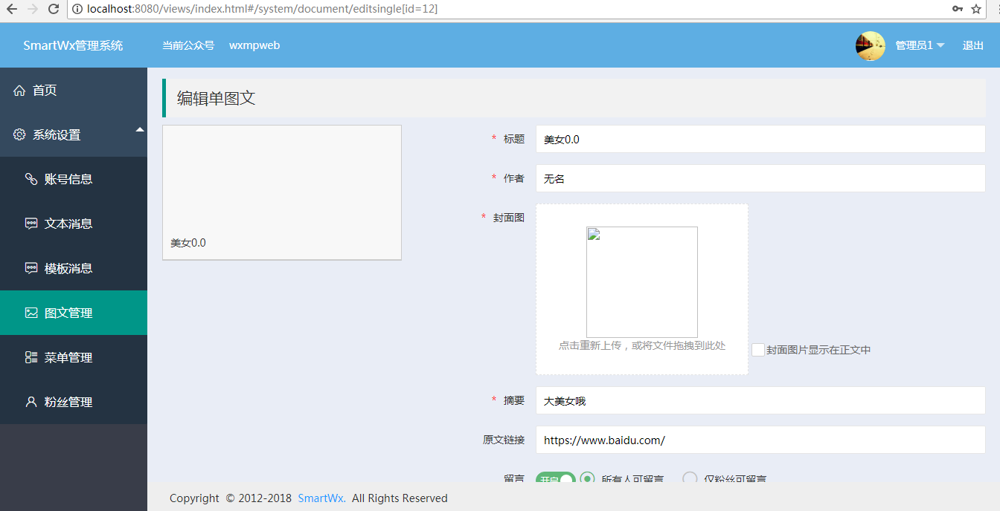 localhost:8080/views/index.html#/system/document/editsingle[id=12]
SmartWx管理系统
当前公众号 wxmpweb
管理员1
退出
首页
系统设置
账号信息
文本消息
模板消息
图文管理
菜单管理
粉丝管理
编辑单图文
美女0.0
* 标题 美女0.0
* 作者 无名
* 封面图
点击重新上传，或将文件拖拽到此处
封面图片显示在正文中
* 摘要 大美女哦
原文链接 https://www.baidu.com/
留言 开启 所有人可留言 仅粉丝可留言
Copyright © 2012-2018 SmartWx. All Rights Reserved